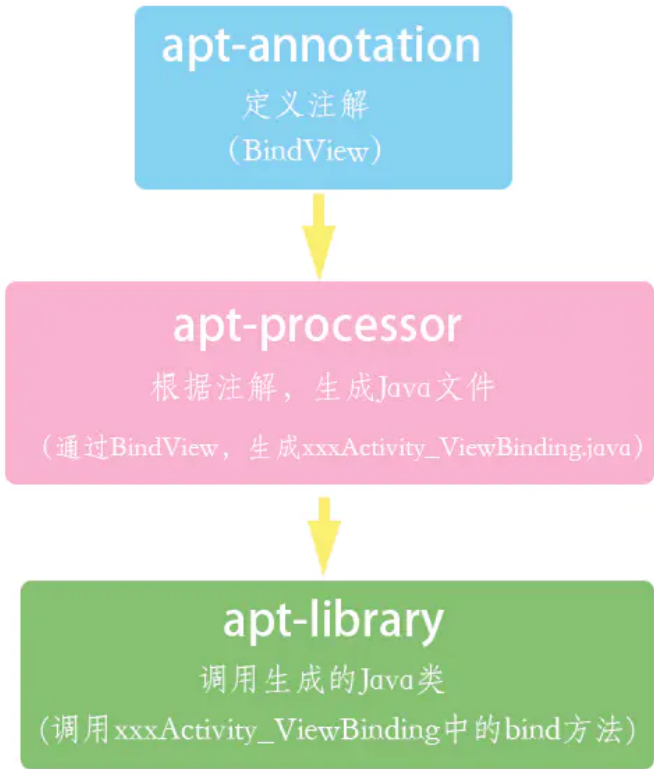 apt-annotation
定义注解
（BindView）
apt-processor
根据注解，生成Java文件
（通过BindView，生成xxxActivity_ViewBinding.java）
apt-library
调用生成的Java类
(调用xxxActivity_ViewBinding中的bind方法)